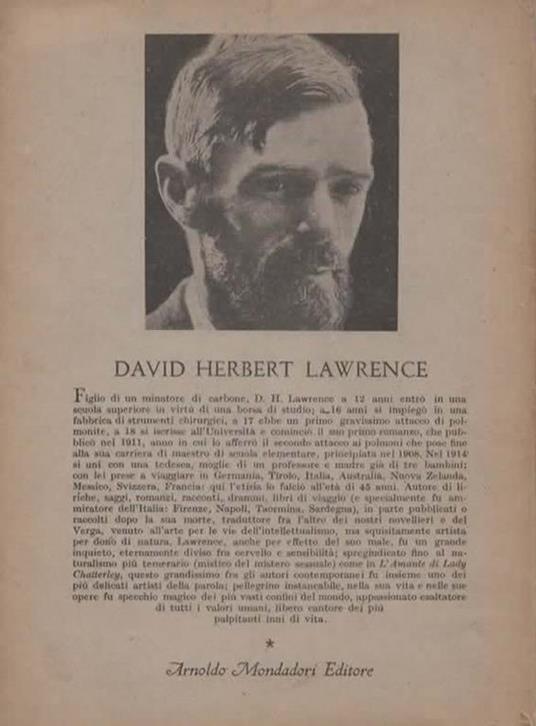 DAVID HERBERT LAWRENCE
Figlio di un minatore di carbone, D. H. Lawrence a 12 anni entrò in una
scuola superiore in virtù di una borsa di studio; a 16 anni si impiegò in una
fabbrica di strumenti chirurgici, a 17 ebbe un primo gravissimo attacco di pol-
monite, a 18 si iscrisse all'Università e cominciò il suo primo romanzo, che pub-
blicò nel 1911, anno in cui lo afferrò il secondo attacco ai polmoni che pose fine
alla sua carriera di maestro di scuola elementare, principiata nel 1908. Nel 1914
si unì con una tedesca, moglie di un professore e madre già di tre bambini;
con lei prese a viaggiare in Germania, Tirolo, Italia, Australia, Nuova Zelanda,
Messico, Svizzera, Francia: qui l'etisia lo falciò all'età di 45 anni. Autore di li-
riche, saggi, romanzi, racconti, drammi, libri di viaggio (e specialmente fu am-
miratore dell'Italia: Firenze, Napoli, Taormina, Sardegna), in parte pubblicati o
raccolti dopo la sua morte, traduttore fra l'altro dei nostri novellieri e del
Verga, venuto all'arte per le vie dell'intellettualismo, ma squisitamente artista
per dono di natura, Lawrence, anche per effetto del suo male, fu un grande
inquieto, eternamente diviso fra cervello e sensibilità; spregiudicato fino al na-
turalismo più temerario (mistico del mistero sessuale) come in L'Amante di Lady
Chatterley, questo grandissimo fra gli autori contemporanei fu insieme uno dei
più delicati artisti della parola; pellegrino instancabile, nella sua vita e nelle sue
opere fu specchio magico dei più vasti confini del mondo, appassionato esaltatore
di tutti i valori umani, libero cantore dei più
palpitanti inni di vita.
*
Arnoldo Mondadori Editore